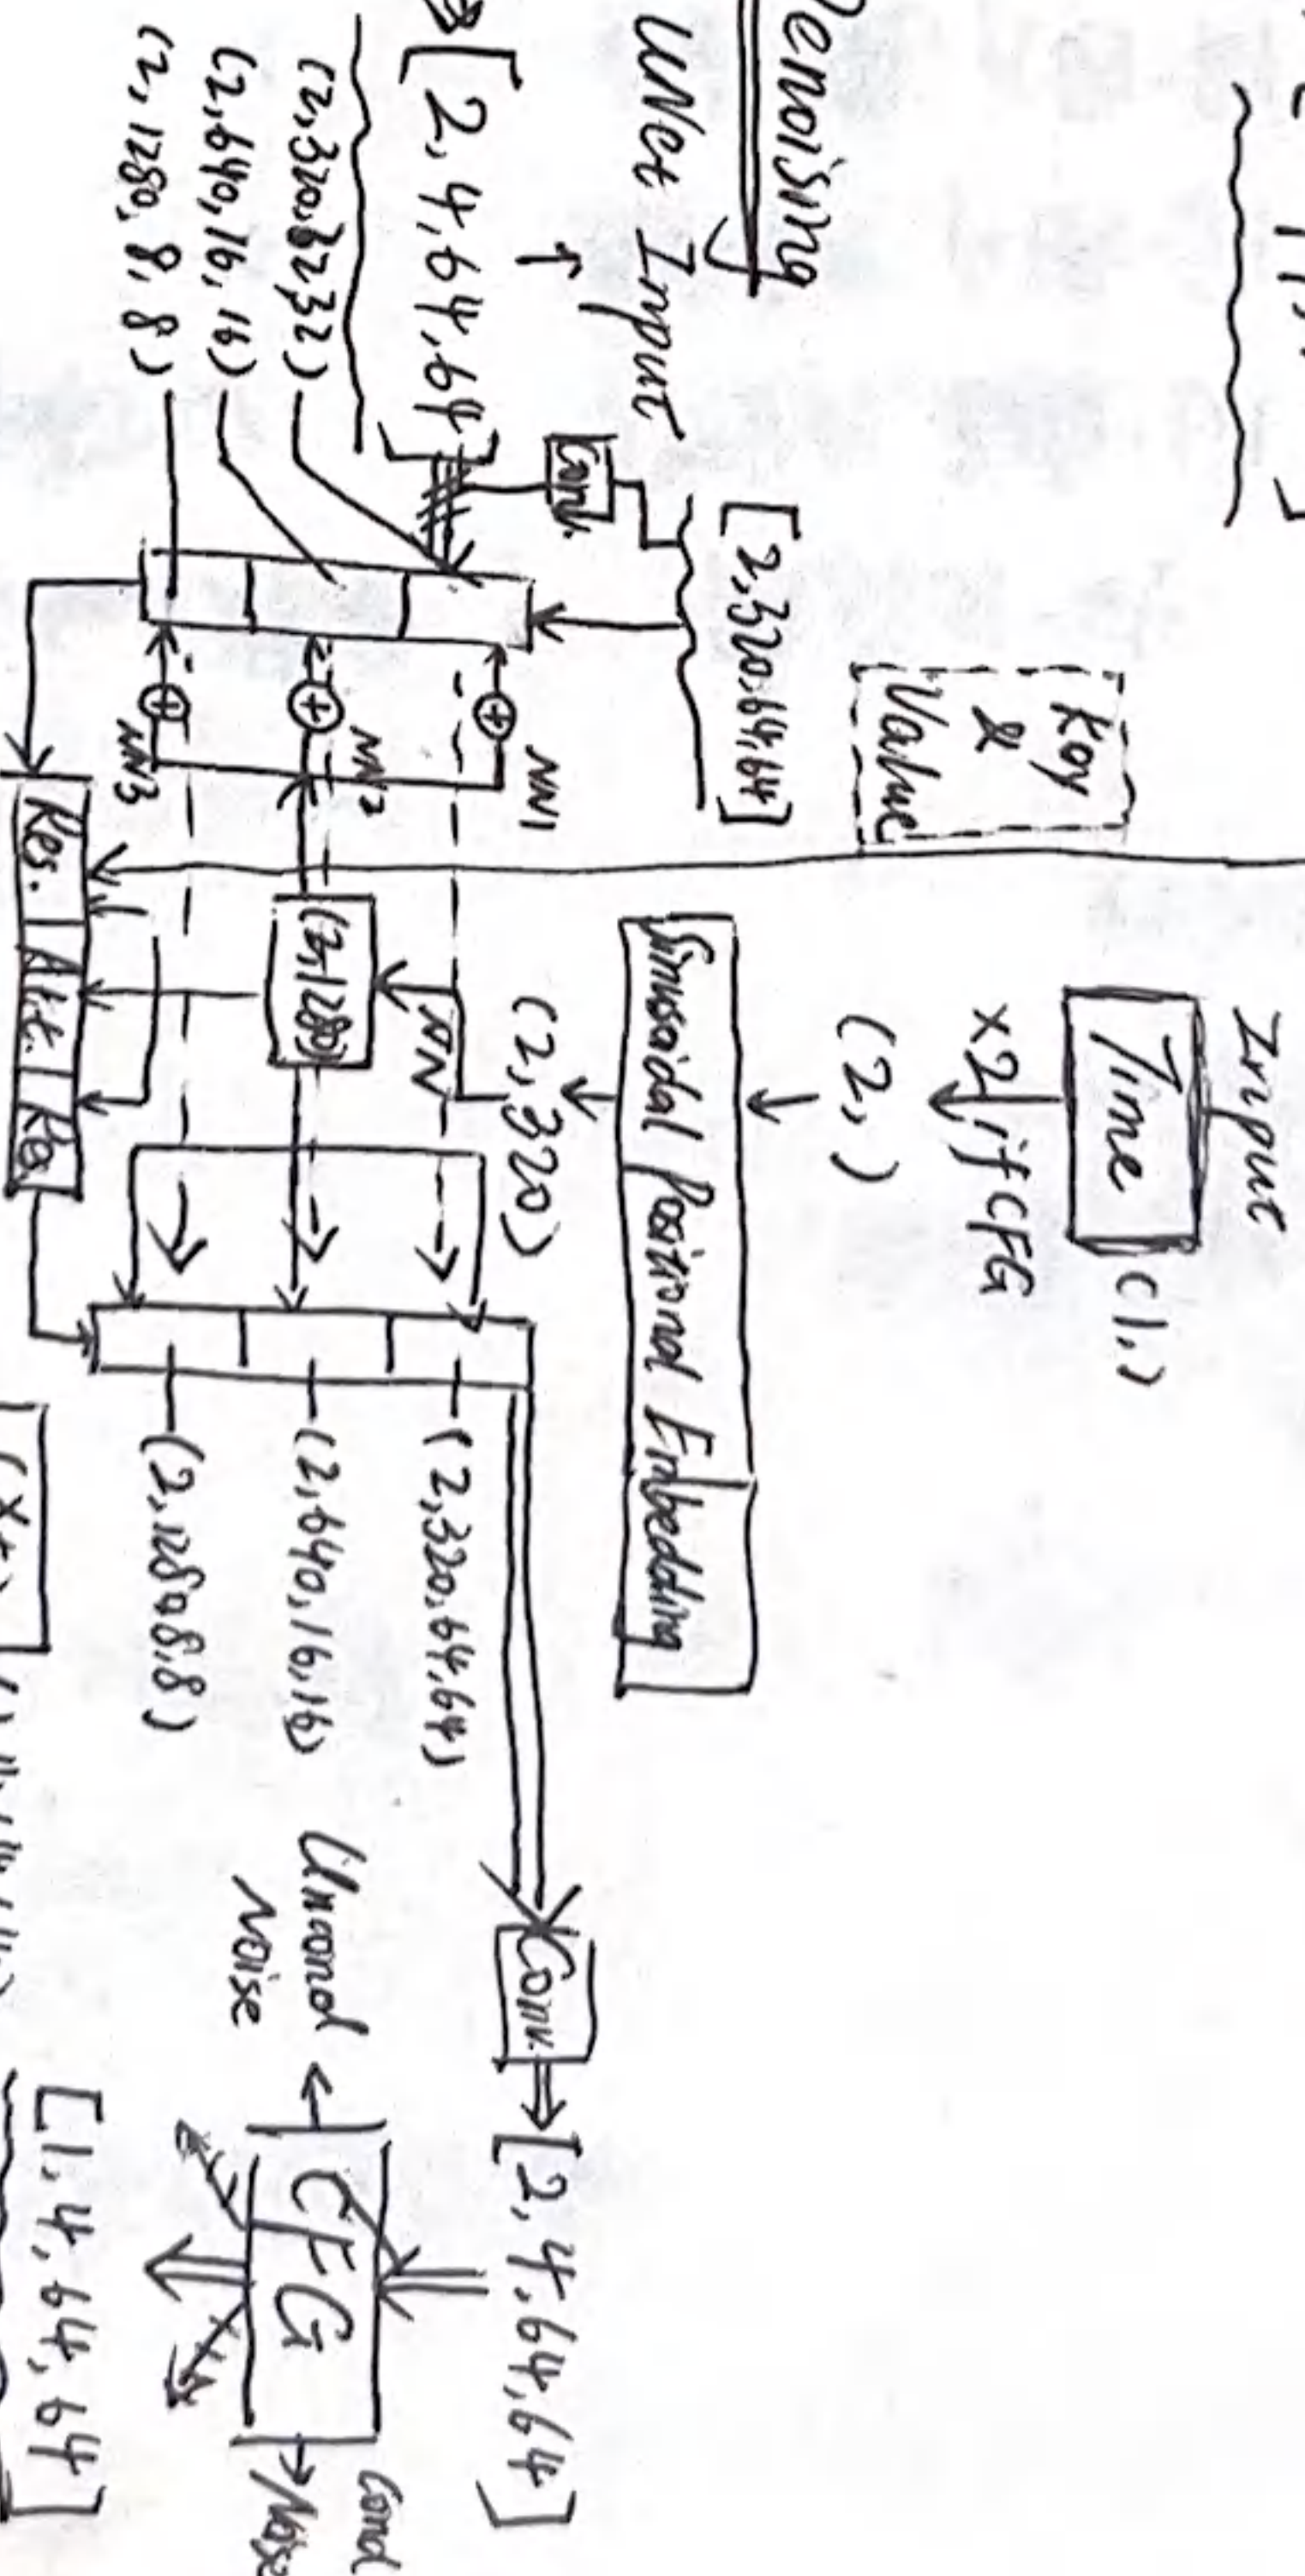 Input
Time (1,)
x2 if CFG
(2,)
Key
&
Value
Sinusoidal Positional Embedding
(2,320)
NN
(2,1280)
Denoising
UNet Input
[2,4,64,64]
Conv.
[2,320,64,64]
(2,320,32,32)
(2,640,16,16)
(2,1280,8,8)
NN1
NN2
NN3
Res. Att. Res
(2,320,64,64)
(2,640,16,16)
(2,1280,8,8)
Conv.
[2,4,64,64]
CFG
Uncond
Noise
Cond
Noise
[1,4,64,64]